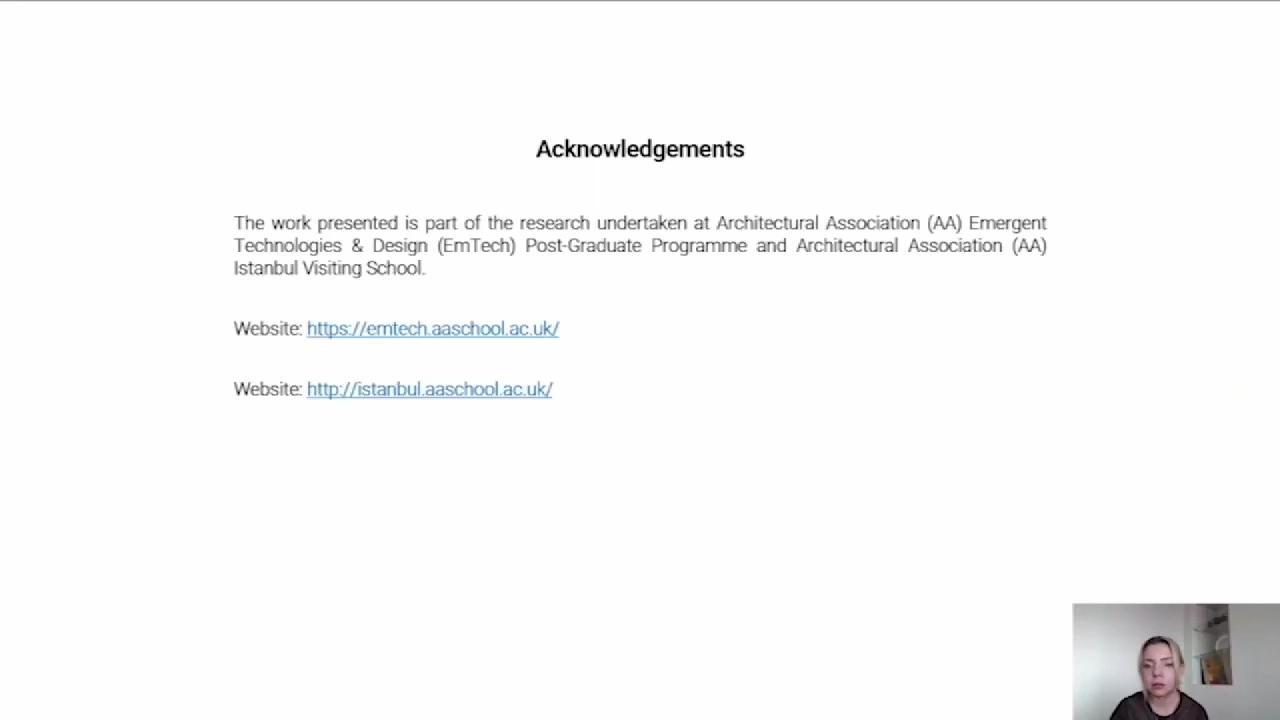 Acknowledgements
The work presented is part of the research undertaken at Architectural Association (AA) Emergent
Technologies & Design (EmTech) Post-Graduate Programme and Architectural Association (AA)
Istanbul Visiting School.
Website: https://emtech.aaschool.ac.uk/
Website: http://istanbul.aaschool.ac.uk/